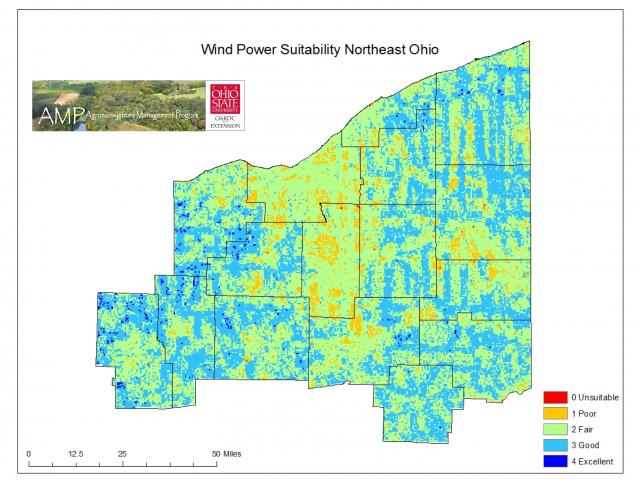 Wind Power Suitability Northeast Ohio
AMP Agroecosystems Management Program
THE
OHIO
STATE
UNIVERSITY
OARDC
EXTENSION
0 Unsuitable
1 Poor
2 Fair
3 Good
4 Excellent
0 12.5 25 50 Miles